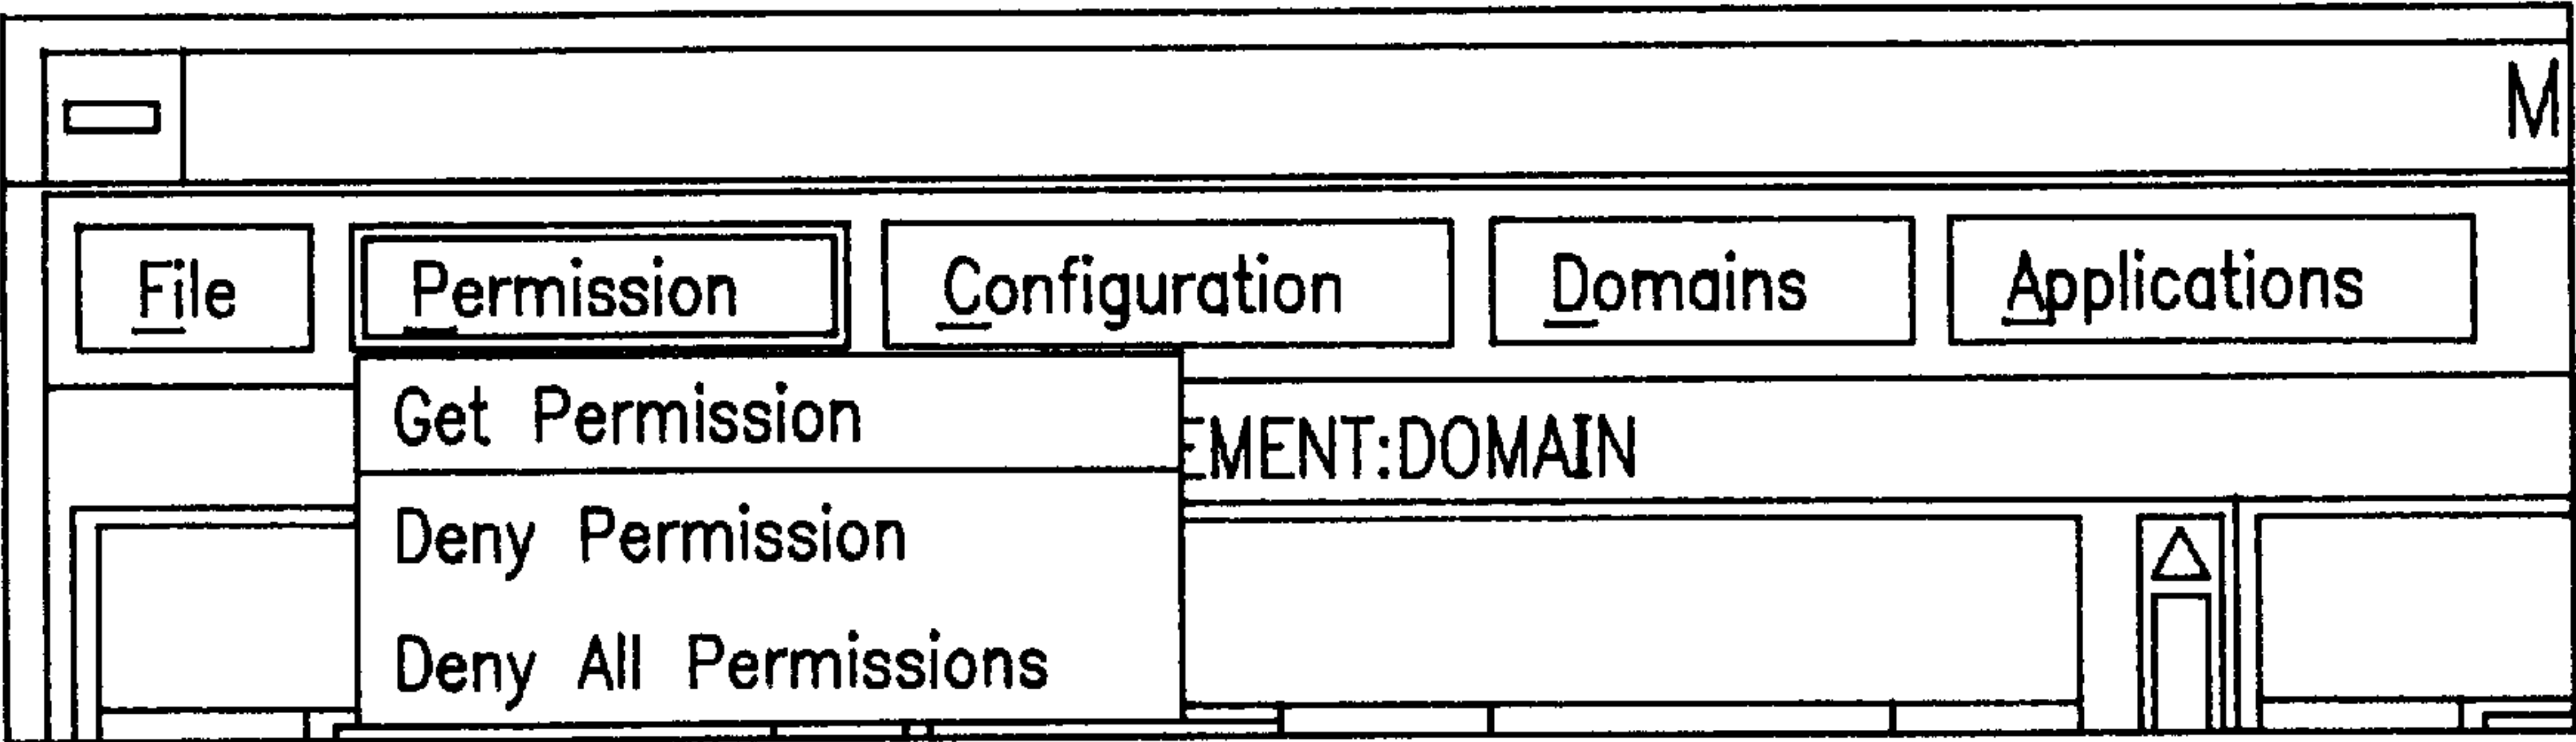 M
File Permission Configuration Domains Applications
Get Permission
EMENT:DOMAIN
Deny Permission
Deny All Permissions